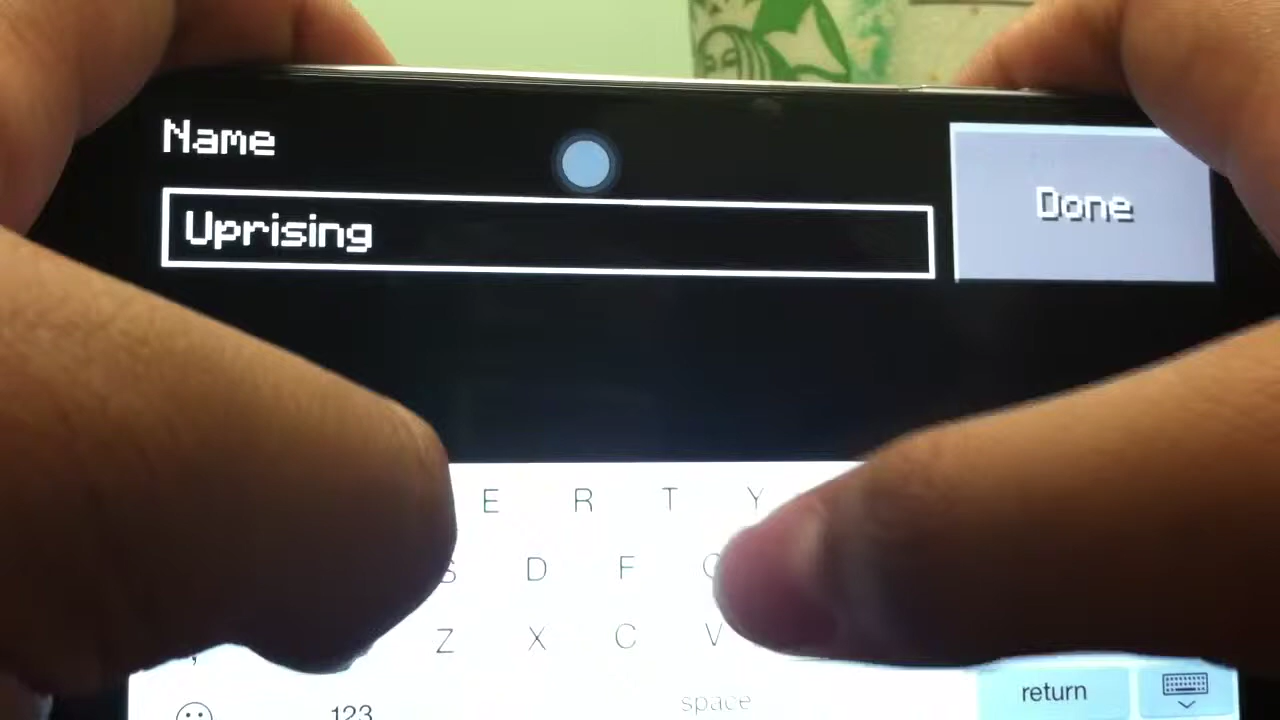 Name
Uprising
Done
E R T Y
S D F G
Z X C V
123 space return